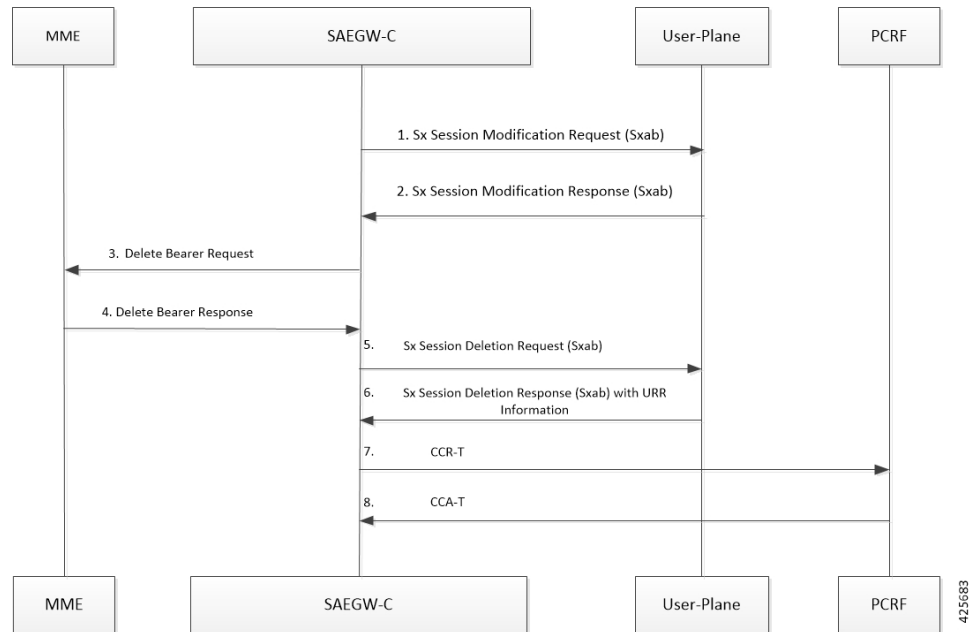 MME
SAEGW-C
User-Plane
PCRF
1. Sx Session Modification Request (Sxab)
2. Sx Session Modification Response (Sxab)
3. Delete Bearer Request
4. Delete Bearer Response
5. Sx Session Deletion Request (Sxab)
6. Sx Session Deletion Response (Sxab) with URR
Information
7. CCR-T
8. CCA-T
MME
SAEGW-C
User-Plane
PCRF
425683